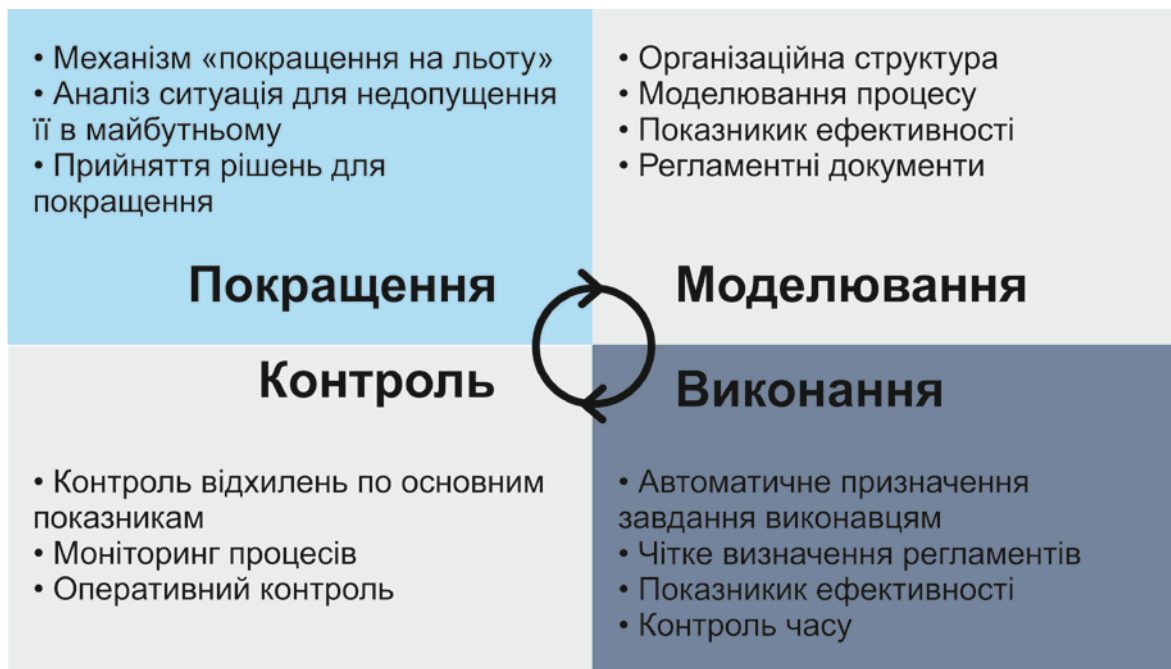 • Механізм «покращення на льоту»
• Аналіз ситуація для недопущення
її в майбутньому
• Прийняття рішень для
покращення
Покращення
• Організаційна структура
• Моделювання процесу
• Показникик ефективності
• Регламентні документи
Моделювання
Контроль
• Контроль відхилень по основним
показникам
• Моніторинг процесів
• Оперативний контроль
Виконання
• Автоматичне призначення
завдання виконавцям
• Чітке визначення регламентів
• Показникик ефективності
• Контроль часу